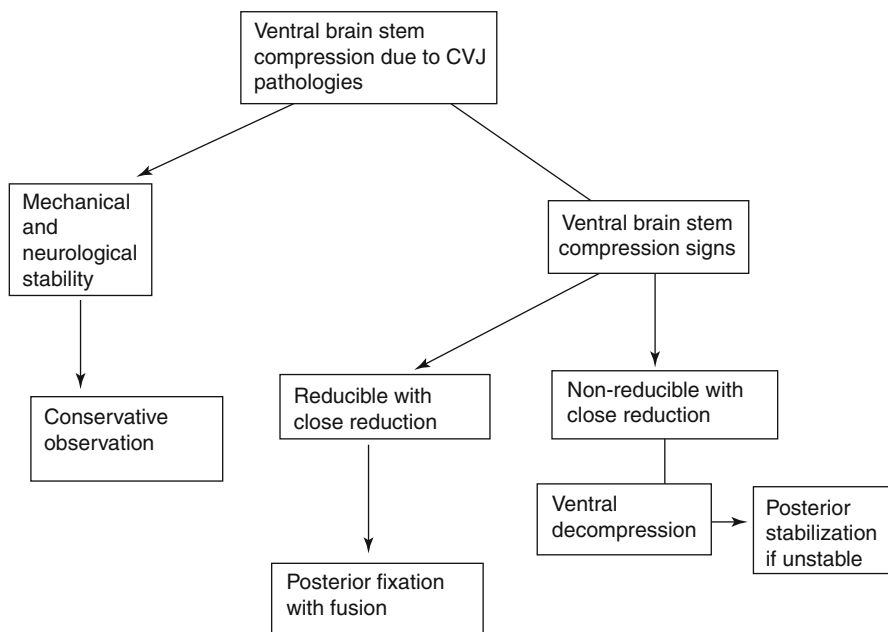 Ventral brain stem
compression due to CVJ
pathologies
Mechanical
and
neurological
stability
Ventral brain stem
compression signs
Conservative
observation
Reducible with
close reduction
Non-reducible with
close reduction
Ventral
decompression
Posterior
stabilization
if unstable
Posterior fixation
with fusion